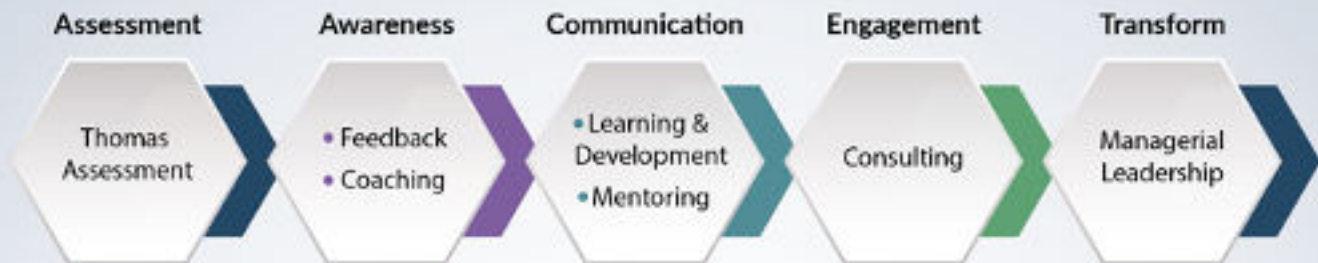 Assessment
Awareness
Communication
Engagement
Transform
Thomas
Assessment
• Feedback
• Coaching
• Learning &
Development
• Mentoring
Consulting
Managerial
Leadership